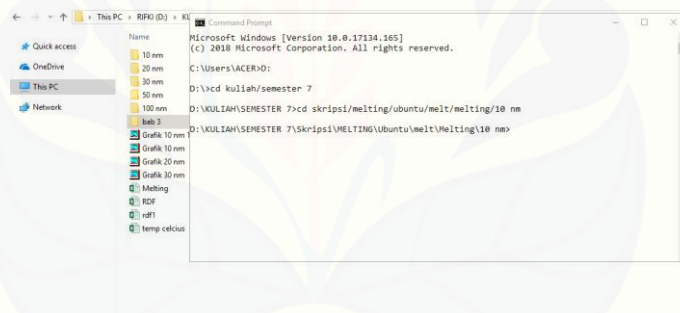 This PC > RIFKI (D:) > KU
Quick access
OneDrive
This PC
Network
Name
10 nm
20 nm
30 nm
50 nm
100 nm
bab 3
Grafik 10 nm 1
Grafik 10 nm
Grafik 20 nm
Grafik 30 nm
Melting
RDF
rdf1
temp celcius
Command Prompt
Microsoft Windows [Version 10.0.17134.165]
(c) 2018 Microsoft Corporation. All rights reserved.
C:\Users\ACER>D:
D:\>cd kuliah/semester 7
D:\KULIAH\SEMESTER 7>cd skripsi/melting/ubuntu/melt/melting/10 nm
D:\KULIAH\SEMESTER 7\Skripsi\MELTING\Ubuntu\melt\Melting\10 nm>